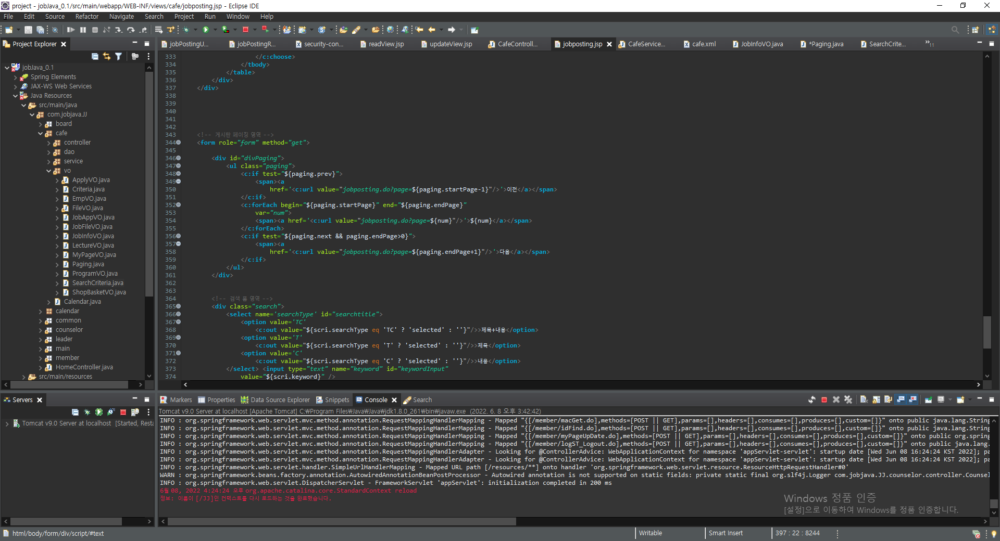 project - jobJava_0.1/src/main/webapp/WEB-INF/views/cafe/jobposting.jsp - Eclipse IDE
File Edit Source Refactor Navigate Search Project Run Window Help
Project Explorer
jobPostingU... jobPostingR... security-con... readView.jsp updateView.jsp CafeControll... jobposting.jsp CafeService... cafe.xml JobInfoVO.java *Paging.java SearchCrite... 11
jobJava_0.1
Spring Elements
JAX-WS Web Services
Java Resources
src/main/java
com.jobjava.JJ
board
cafe
controller
dao
service
vo
ApplyVO.java
Criteria.java
EmpVO.java
FileVO.java
JobAppVO.java
JobFileVO.java
JobInfoVO.java
LectureVO.java
MyPageVO.java
Paging.java
ProgramVO.java
SearchCriteria.java
ShopBasketVO.java
Calendar.java
calendar
common
counselor
leader
main
member
HomeController.java
src/main/resources
333 </c:choose>
334 </tbody>
335 </table>
336 </div>
337 </div>
338
339
340
341
342
343 <!-- 게시판 페이징 영역 -->
344 <form role="form" method="get">
345
346 <div id="divPaging">
347 <ul class="paging">
348 <c:if test="${paging.prev}">
349 <span><a
350 href='<c:url value="jobposting.do?page=${paging.startPage-1}"/>'>이전</a></span>
351 </c:if>
352 <c:forEach begin="${paging.startPage}" end="${paging.endPage}"
353 var="num">
354 <span><a href='<c:url value="jobposting.do?page=${num}"/>'>${num}</a></span>
355 </c:forEach>
356 <c:if test="${paging.next && paging.endPage>0}">
357 <span><a
358 href='<c:url value="jobposting.do?page=${paging.endPage+1}"/>'>다음</a></span>
359 </c:if>
360 </ul>
361 </div>
362
363
364 <!-- 검색 폼 영역 -->
365 <div class="search">
366 <select name='searchType' id="searchtitle">
367 <option value='TC'
368 <c:out value="${scri.searchType eq 'TC' ? 'selected' : ''}"/>>제목+내용</option>
369 <option value='T'
370 <c:out value="${scri.searchType eq 'T' ? 'selected' : ''}"/>>제목</option>
371 <option value='C'
372 <c:out value="${scri.searchType eq 'C' ? 'selected' : ''}"/>>내용</option>
373 </select> <input type="text" name="keyword" id="keywordInput"
374 value="${scri.keyword}" />
Servers
Tomcat v9.0 Server at localhost [Started, Resta
Markers Properties Data Source Explorer Snippets Console Search
Tomcat v9.0 Server at localhost [Apache Tomcat] C:₩Program Files₩Java₩Java₩jdk1.8.0_261₩bin₩javaw.exe (2022. 6. 8 오후 3:42:42)
INFO : org.springframework.web.servlet.mvc.method.annotation.RequestMappingHandlerMapping - Mapped "{[/member/macGet.do],methods=[POST || GET],params=[],headers=[],consumes=[],produces=[],custom=[]}" onto public java.lang.String
INFO : org.springframework.web.servlet.mvc.method.annotation.RequestMappingHandlerMapping - Mapped "{[/member/idFind.do],methods=[POST || GET],params=[],headers=[],consumes=[],produces=[],custom=[]}" onto public java.lang.String
INFO : org.springframework.web.servlet.mvc.method.annotation.RequestMappingHandlerMapping - Mapped "{[/member/myPageUpDate.do],methods=[POST || GET],params=[],headers=[],consumes=[],produces=[],custom=[]}" onto public org.spring
INFO : org.springframework.web.servlet.mvc.method.annotation.RequestMappingHandlerMapping - Mapped "{[/member/logST_Logout.do],methods=[POST || GET],params=[],headers=[],consumes=[],produces=[],custom=[]}" onto public java.lang.
INFO : org.springframework.web.servlet.mvc.method.annotation.RequestMappingHandlerAdapter - Looking for @ControllerAdvice: WebApplicationContext for namespace 'appServlet-servlet': startup date [Wed Jun 08 16:24:24 KST 2022]; pa
INFO : org.springframework.web.servlet.mvc.method.annotation.RequestMappingHandlerAdapter - Looking for @ControllerAdvice: WebApplicationContext for namespace 'appServlet-servlet': startup date [Wed Jun 08 16:24:24 KST 2022]; pa
INFO : org.springframework.web.servlet.handler.SimpleUrlHandlerMapping - Mapped URL path [/resources/**] onto handler 'org.springframework.web.servlet.resource.ResourceHttpRequestHandler#0'
WARN : org.springframework.beans.factory.annotation.AutowiredAnnotationBeanPostProcessor - Autowired annotation is not supported on static fields: private static final org.slf4j.Logger com.jobjava.JJ.counselor.controller.Counsel
INFO : org.springframework.web.servlet.DispatcherServlet - FrameworkServlet 'appServlet': initialization completed in 200 ms
6월 08, 2022 4:24:24 오후 org.apache.catalina.core.StandardContext reload
정보: 이름이 [/JJ]인 컨텍스트를 다시 로드하는 것을 완료했습니다.
Windows 정품 인증
[설정]으로 이동하여 Windows를 정품 인증합니다.
html/body/form/div/script/#text Writable Smart Insert 397 : 22 : 8244